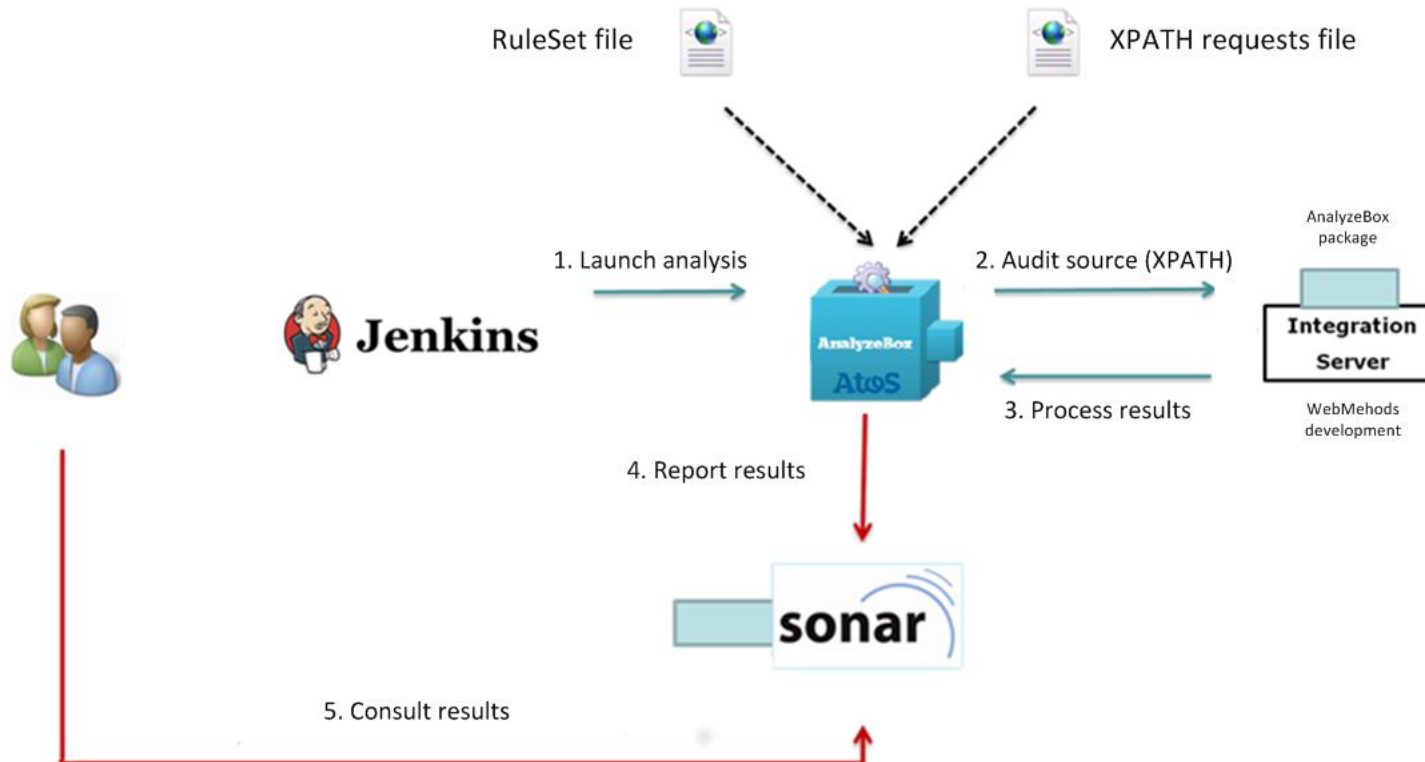 RuleSet file
XPATH requests file
AnalyzeBox
package
1. Launch analysis
2. Audit source (XPATH)
Jenkins
AnalyzeBox
AtoS
Integration
Server
3. Process results
WebMehods
development
4. Report results
sonar
5. Consult results